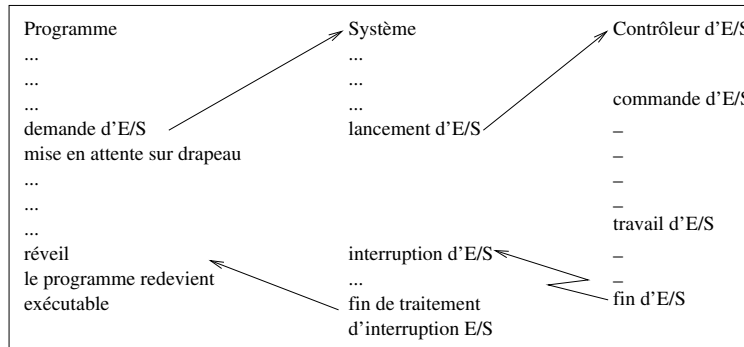 Programme
...
...
...
demande d'E/S
mise en attente sur drapeau
...
...
...
réveil
le programme redevient
exécutable
Système
...
...
...
lancement d'E/S
interruption d'E/S
...
fin de traitement
d'interruption E/S
Contrôleur d'E/S
commande d'E/S
–
–
–
–
travail d'E/S
–
–
fin d'E/S